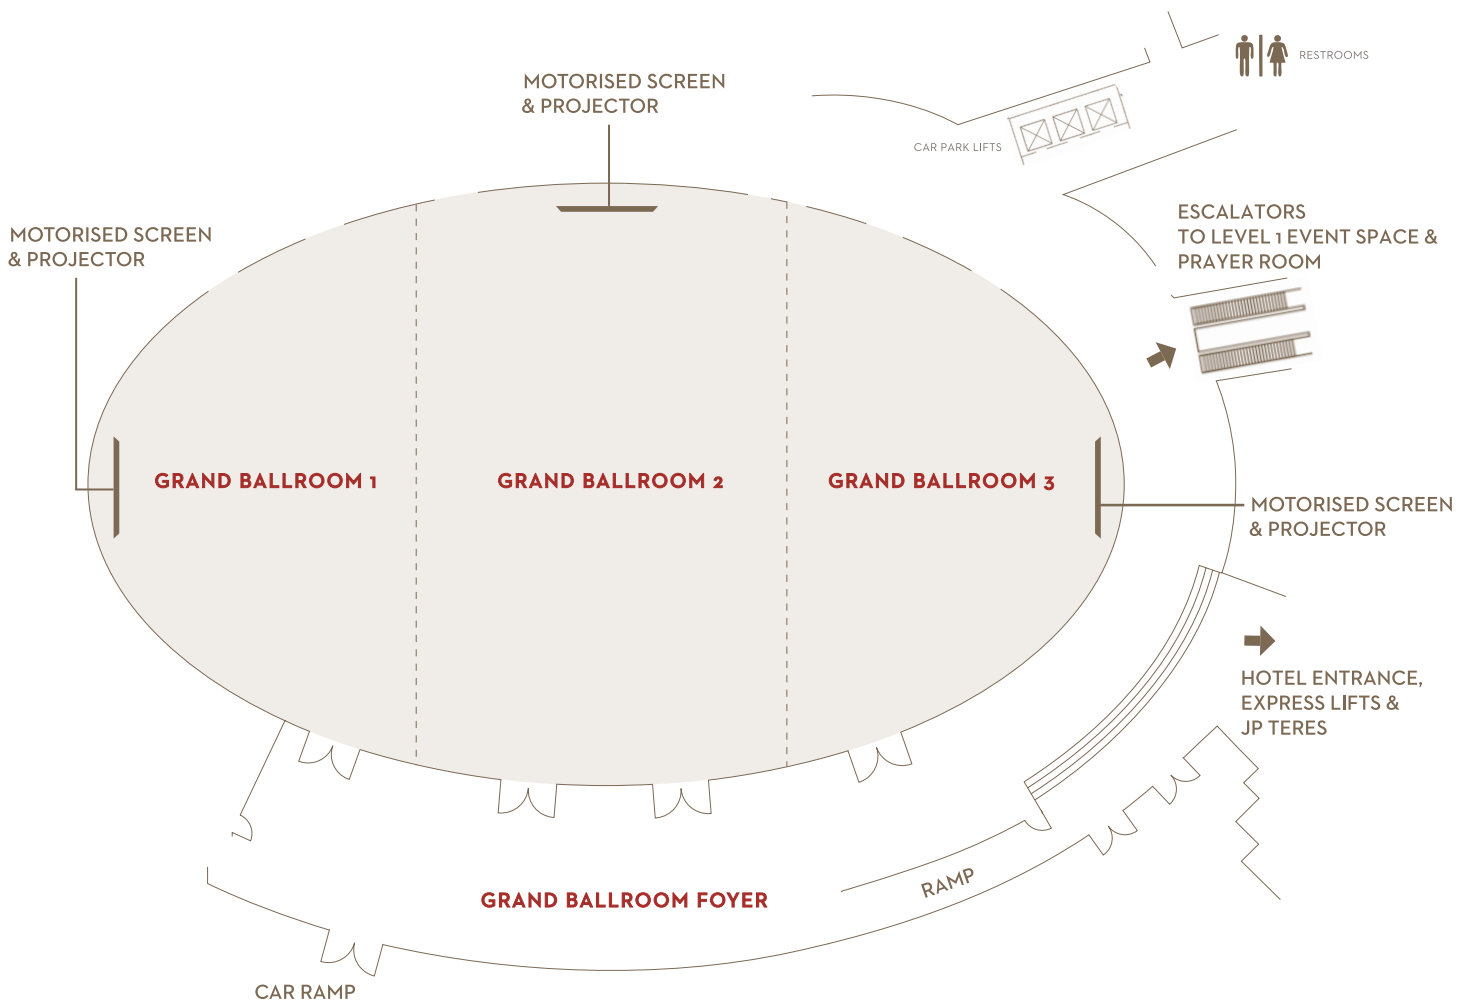 RESTROOMS
MOTORISED SCREEN
& PROJECTOR
CAR PARK LIFTS
ESCALATORS
TO LEVEL 1 EVENT SPACE &
PRAYER ROOM
MOTORISED SCREEN
& PROJECTOR
GRAND BALLROOM 1
GRAND BALLROOM 2
GRAND BALLROOM 3
MOTORISED SCREEN
& PROJECTOR
HOTEL ENTRANCE,
EXPRESS LIFTS &
JP TERES
RAMP
GRAND BALLROOM FOYER
CAR RAMP